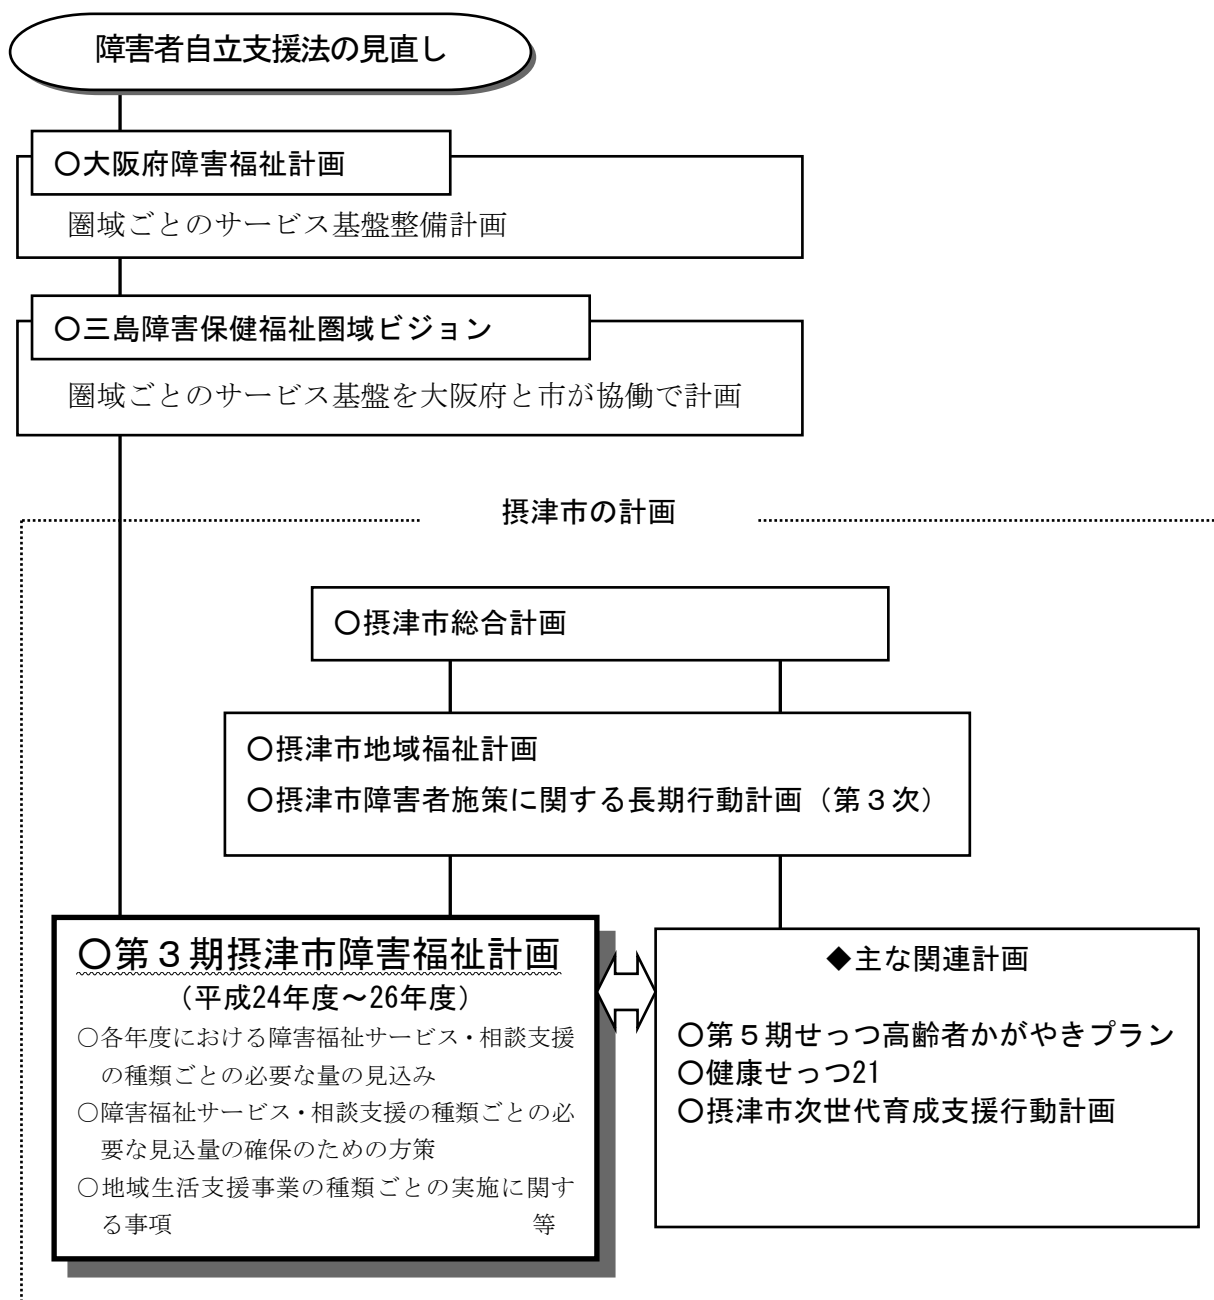 障害者自立支援法の見直し
○大阪府障害福祉計画
圏域ごとのサービス基盤整備計画
○三島障害保健福祉圏域ビジョン
圏域ごとのサービス基盤を大阪府と市が協働で計画
摂津市の計画
○摂津市総合計画
○摂津市地域福祉計画
○摂津市障害者施策に関する長期行動計画（第３次）
○第３期摂津市障害福祉計画
（平成24年度～26年度）
○各年度における障害福祉サービス・相談支援
の種類ごとの必要な量の見込み
○障害福祉サービス・相談支援の種類ごとの必
要な見込量の確保のための方策
○地域生活支援事業の種類ごとの実施に関す
る事項　　　　　　　　　　　　　　　等
◆主な関連計画
○第５期せっつ高齢者かがやきプラン
○健康せっつ21
○摂津市次世代育成支援行動計画